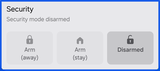 Security
Security mode disarmed
Arm
(away)
Arm
(stay)
Disarmed